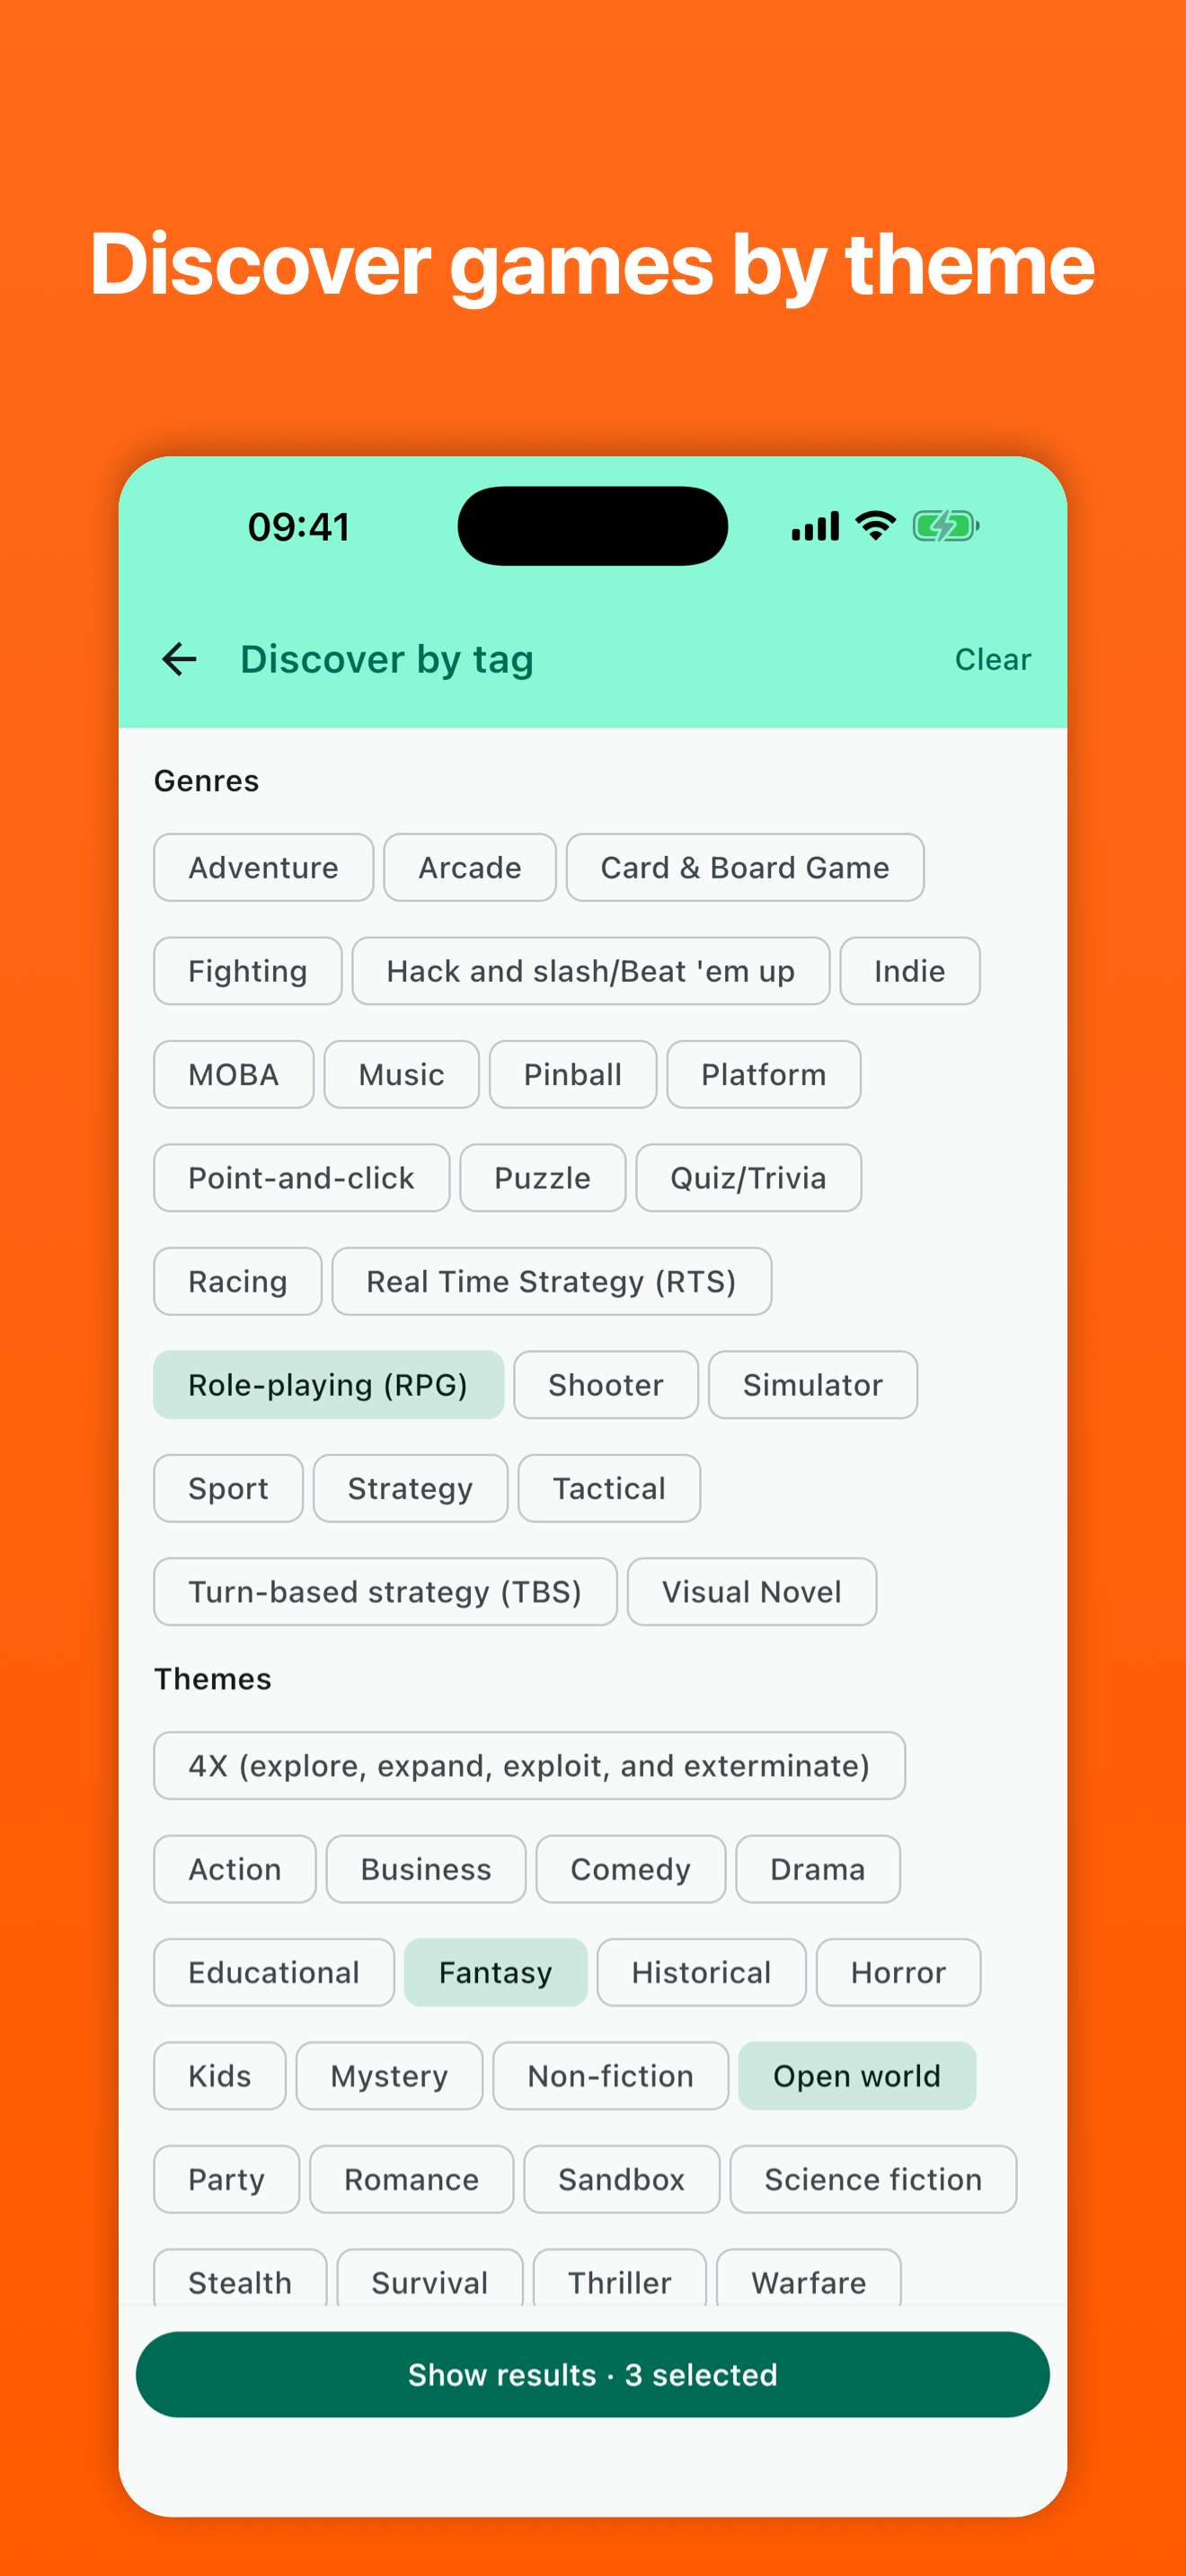 Discover games by theme
09:41
Discover by tag Clear
Genres
Adventure Arcade Card & Board Game
Fighting Hack and slash/Beat 'em up Indie
MOBA Music Pinball Platform
Point-and-click Puzzle Quiz/Trivia
Racing Real Time Strategy (RTS)
Role-playing (RPG) Shooter Simulator
Sport Strategy Tactical
Turn-based strategy (TBS) Visual Novel
Themes
4X (explore, expand, exploit, and exterminate)
Action Business Comedy Drama
Educational Fantasy Historical Horror
Kids Mystery Non-fiction Open world
Party Romance Sandbox Science fiction
Stealth Survival Thriller Warfare
Show results · 3 selected